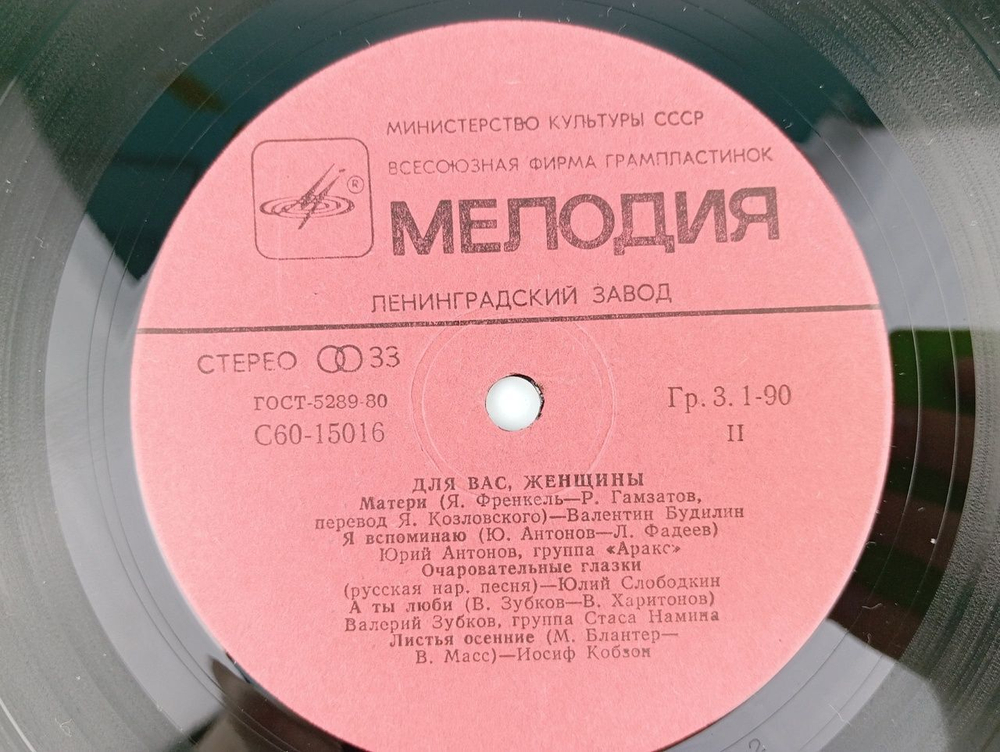 МИНИСТЕРСТВО КУЛЬТУРЫ СССР
ВСЕСОЮЗНАЯ ФИРМА ГРАМПЛАСТИНОК
®
МЕЛОДИЯ
ЛЕНИНГРАДСКИЙ ЗАВОД
СТЕРЕО 33
ГОСТ-5289-80
С60-15016
Гр. 3. 1-90
II
ДЛЯ ВАС, ЖЕНЩИНЫ
Матери (Я. Френкель—Р. Гамзатов,
перевод Я. Козловского)—Валентин Будилин
Я вспоминаю (Ю. Антонов—Л. Фадеев)
Юрий Антонов, группа «Аракс»
Очаровательные глазки
(русская нар. песня)—Юлий Слободкин
А ты люби (В. Зубков—В. Харитонов)
Валерий Зубков, группа Стаса Намина
Листья осенние (М. Блантер—
В. Масс)—Иосиф Кобзон
2